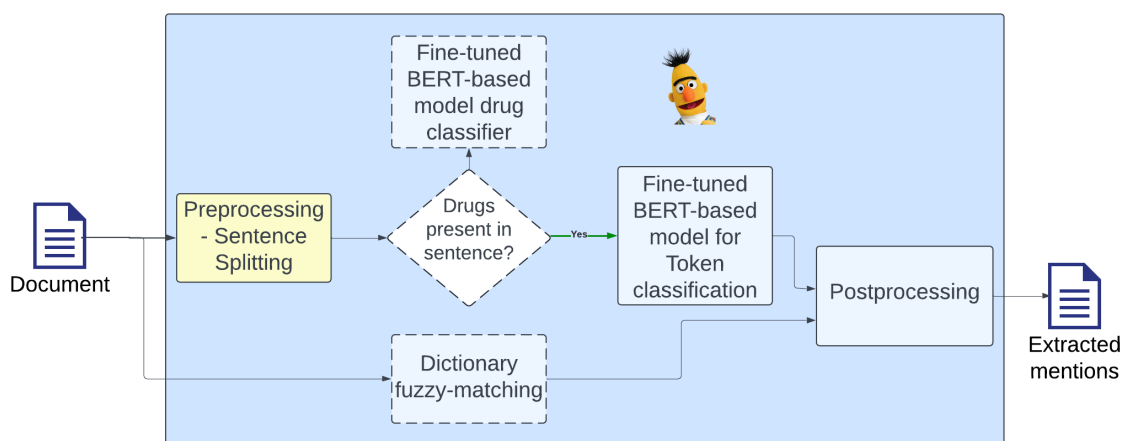 Fine-tuned
BERT-based
model drug
classifier
Document
Preprocessing
- Sentence
Splitting
Drugs
present in
sentence?
Yes
Fine-tuned
BERT-based
model for
Token
classification
Dictionary
fuzzy-matching
Postprocessing
Extracted
mentions